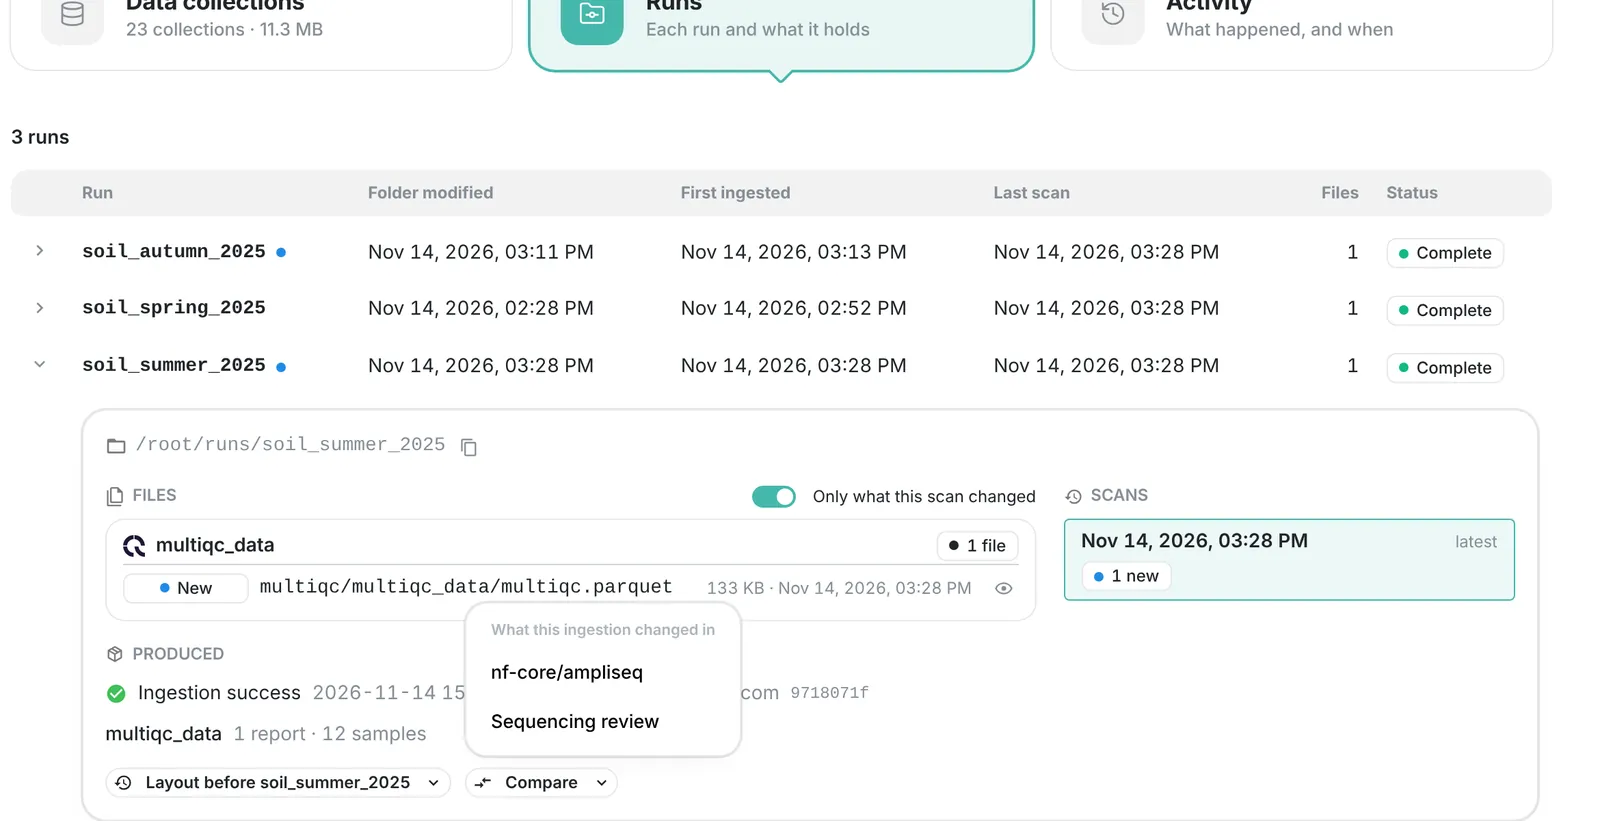 Data collections
23 collections · 11.3 MB
Runs
Each run and what it holds
Activity
What happened, and when
3 runs
Run Folder modified First ingested Last scan Files Status
soil_autumn_2025 Nov 14, 2026, 03:11 PM Nov 14, 2026, 03:13 PM Nov 14, 2026, 03:28 PM 1 Complete
soil_spring_2025 Nov 14, 2026, 02:28 PM Nov 14, 2026, 02:52 PM Nov 14, 2026, 03:28 PM 1 Complete
soil_summer_2025 Nov 14, 2026, 03:28 PM Nov 14, 2026, 03:28 PM Nov 14, 2026, 03:28 PM 1 Complete
/root/runs/soil_summer_2025
FILES Only what this scan changed
multiqc_data 1 file
New multiqc/multiqc_data/multiqc.parquet 133 KB · Nov 14, 2026, 03:28 PM
SCANS
Nov 14, 2026, 03:28 PM latest
1 new
What this ingestion changed in
nf-core/ampliseq
Sequencing review
PRODUCED
Ingestion success 2026-11-14 15 com 9718071f
multiqc_data 1 report · 12 samples
Layout before soil_summer_2025 Compare